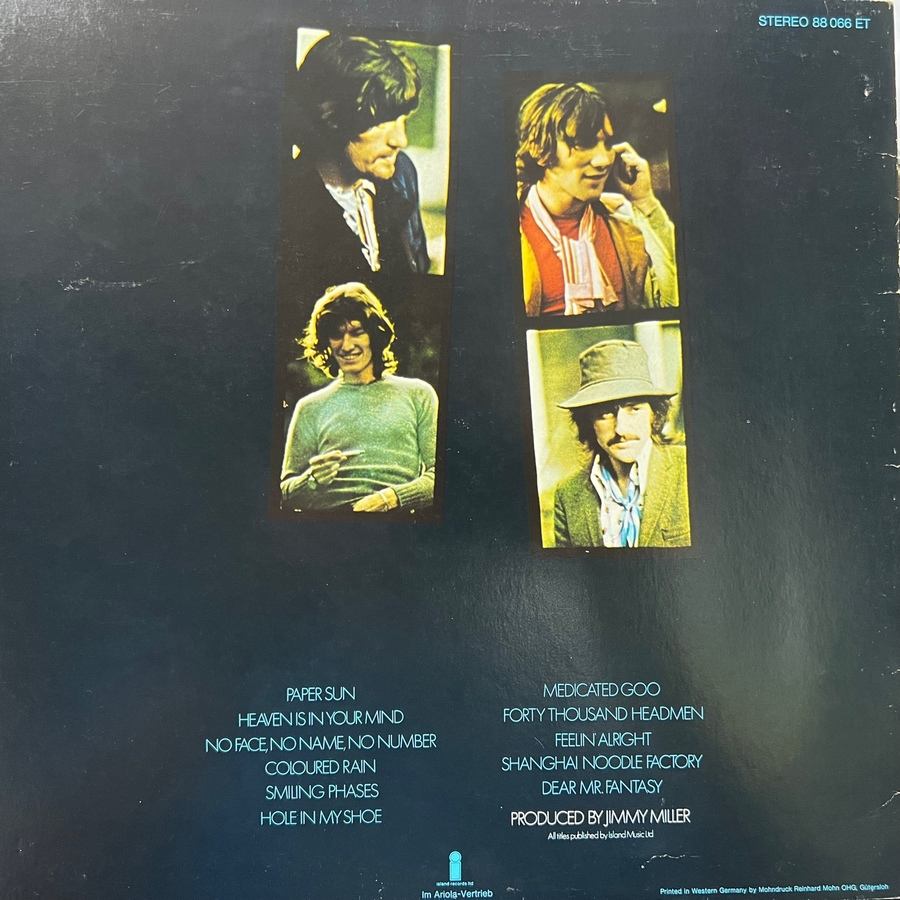 STEREO 88 066 ET
PAPER SUN
HEAVEN IS IN YOUR MIND
NO FACE, NO NAME, NO NUMBER
COLOURED RAIN
SMILING PHASES
HOLE IN MY SHOE
MEDICATED GOO
FORTY THOUSAND HEADMEN
FEELIN' ALRIGHT
SHANGHAI NOODLE FACTORY
DEAR MR. FANTASY
PRODUCED BY JIMMY MILLER
All titles published by Island Music Ltd
island records ltd
Im Ariola-Vertrieb
Printed in Western Germany by Mohndruck Reinhard Mohn OHG, Gütersloh